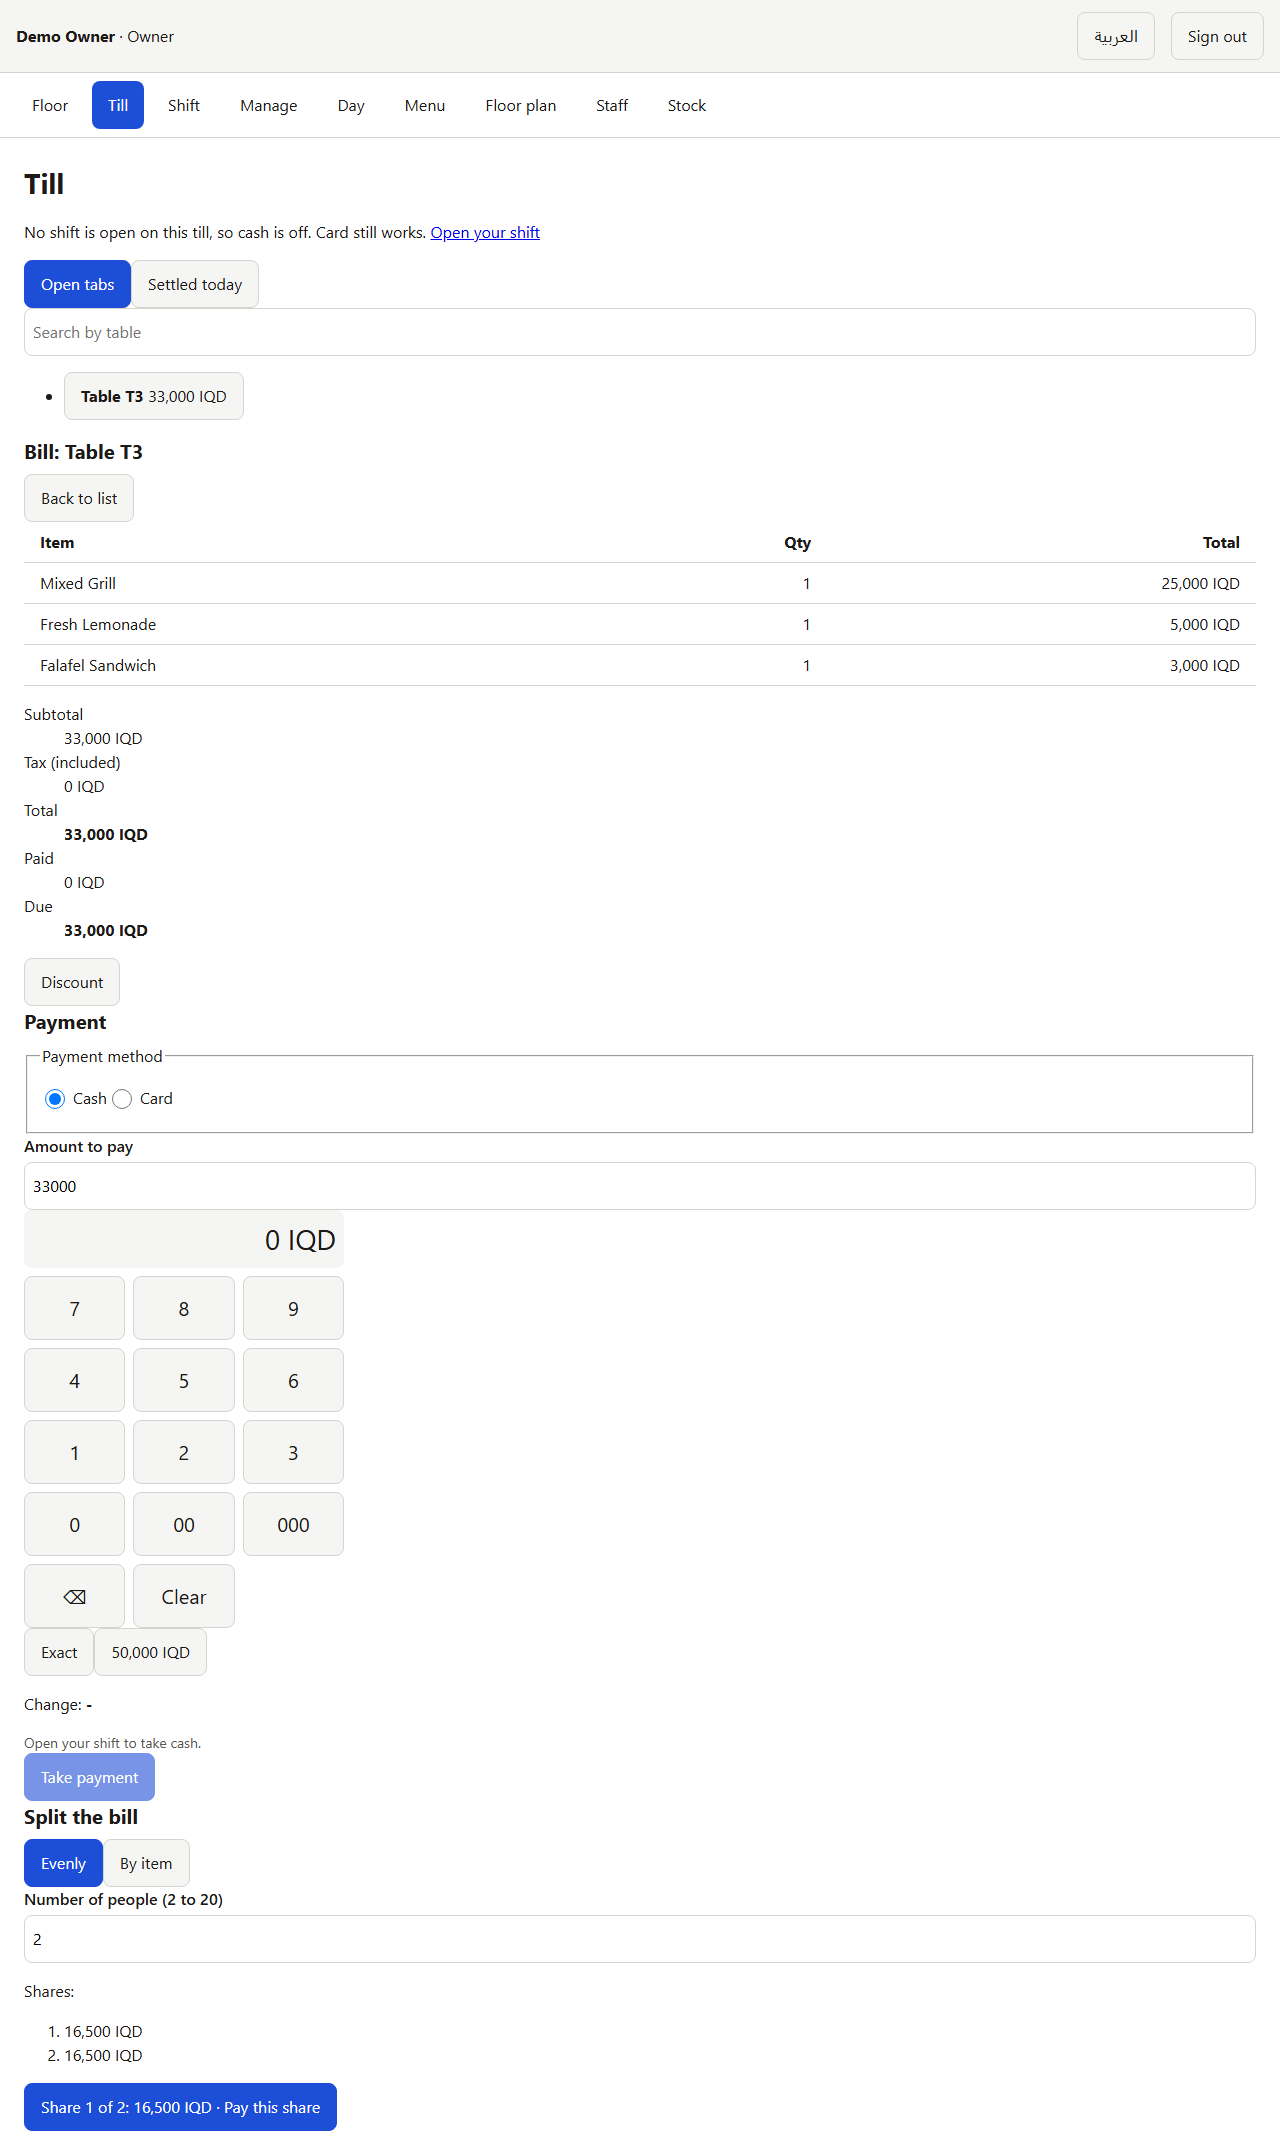 Demo Owner · Owner
العربية
Sign out
Floor
Till
Shift
Manage
Day
Menu
Floor plan
Staff
Stock
Till
No shift is open on this till, so cash is off. Card still works. Open your shift
Open tabs
Settled today
Search by table
Table T3 33,000 IQD
Bill: Table T3
Back to list
Item Qty Total
Mixed Grill 1 25,000 IQD
Fresh Lemonade 1 5,000 IQD
Falafel Sandwich 1 3,000 IQD
Subtotal
33,000 IQD
Tax (included)
0 IQD
Total
33,000 IQD
Paid
0 IQD
Due
33,000 IQD
Discount
Payment
Payment method
Cash Card
Amount to pay
33000
0 IQD
7 8 9
4 5 6
1 2 3
0 00 000
⌫ Clear
Exact 50,000 IQD
Change: -
Open your shift to take cash.
Take payment
Split the bill
Evenly By item
Number of people (2 to 20)
2
Shares:
1. 16,500 IQD
2. 16,500 IQD
Share 1 of 2: 16,500 IQD · Pay this share